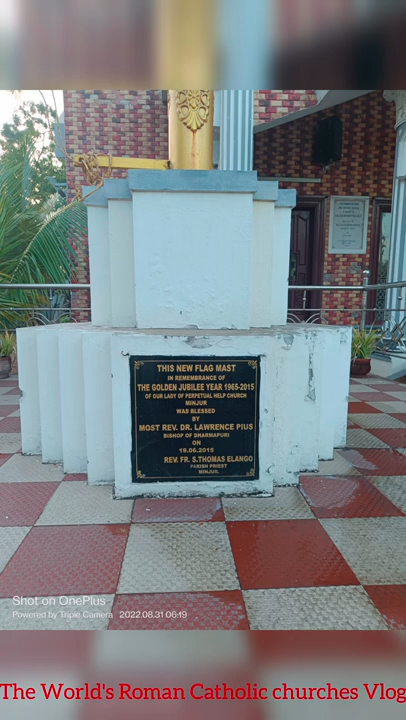 THIS NEW FLAG MAST
IN REMEMBRANCE OF
THE GOLDEN JUBILEE YEAR 1965-2015
OF OUR LADY OF PERPETUAL HELP CHURCH
MINJUR
WAS BLESSED
BY
MOST REV. DR. LAWRENCE PIUS
BISHOP OF DHARMAPURI
ON
19.06.2015
REV. FR. S.THOMAS ELANGO
PARISH PRIEST
MINJUR.
Shot on OnePlus
Powered by Triple Camera 2022.08.31 06:19
The World's Roman Catholic churches Vlog